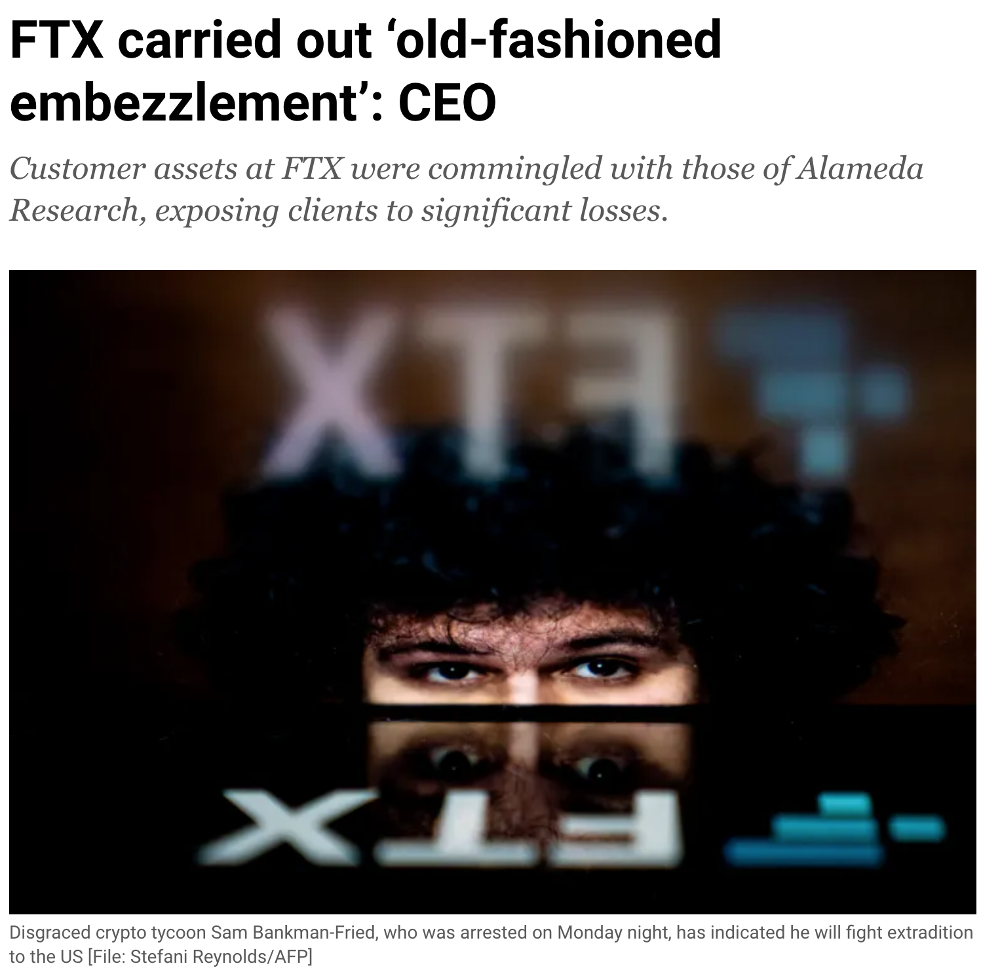 FTX carried out ‘old-fashioned
embezzlement’: CEO
Customer assets at FTX were commingled with those of Alameda
Research, exposing clients to significant losses.
FTX
FTX
Disgraced crypto tycoon Sam Bankman-Fried, who was arrested on Monday night, has indicated he will fight extradition
to the US [File: Stefani Reynolds/AFP]